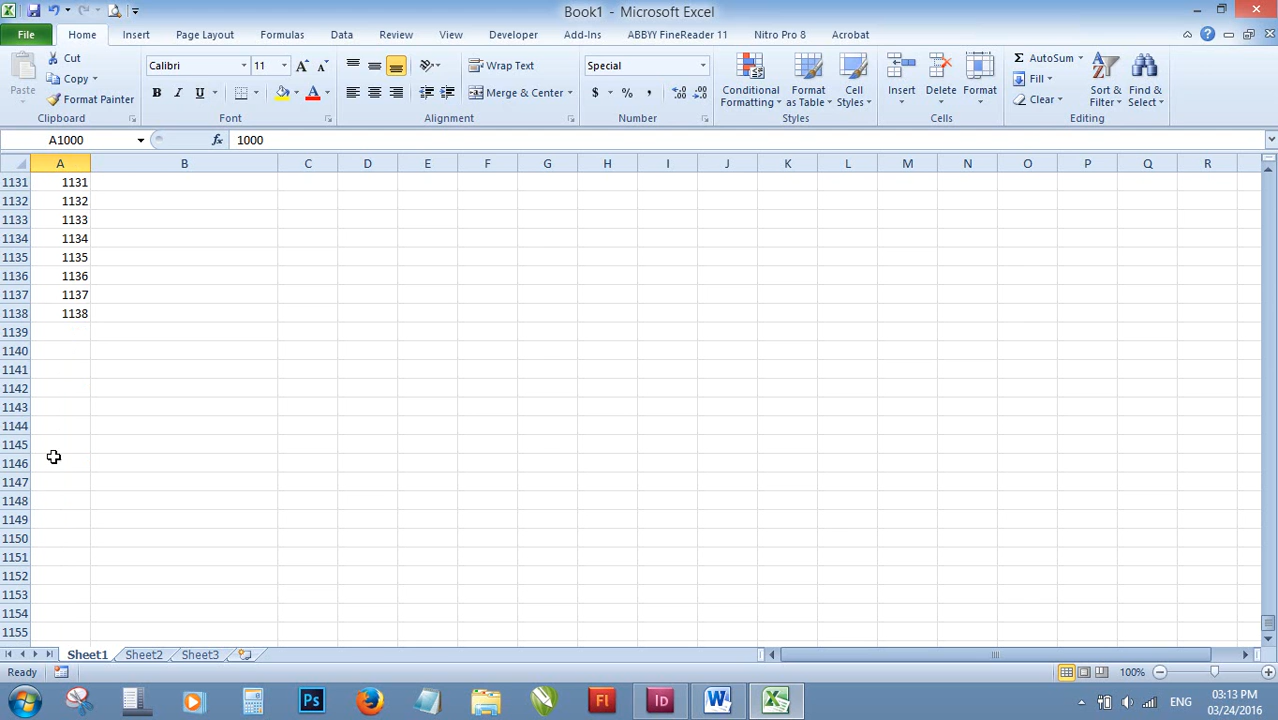 Book1 - Microsoft Excel
File Home Insert Page Layout Formulas Data Review View Developer Add-Ins ABBYY FineReader 11 Nitro Pro 8 Acrobat
Paste
Cut
Copy
Format Painter
Clipboard
Calibri 11
B I U A
Font
Wrap Text
Merge & Center
Alignment
Special
$ % , .00 .0
Number
Conditional Formatting
Format as Table
Cell Styles
Styles
Insert
Delete
Format
Cells
AutoSum
Fill
Clear
Sort & Filter
Find & Select
Editing
A1000 fx 1000
A B C D E F G H I J K L M N O P Q R
1131 1131
1132 1132
1133 1133
1134 1134
1135 1135
1136 1136
1137 1137
1138 1138
1139
1140
1141
1142
1143
1144
1145
1146
1147
1148
1149
1150
1151
1152
1153
1154
1155
Sheet1 Sheet2 Sheet3
Ready 100%
Ps Fl Id W X ENG 03:13 PM
03/24/2016